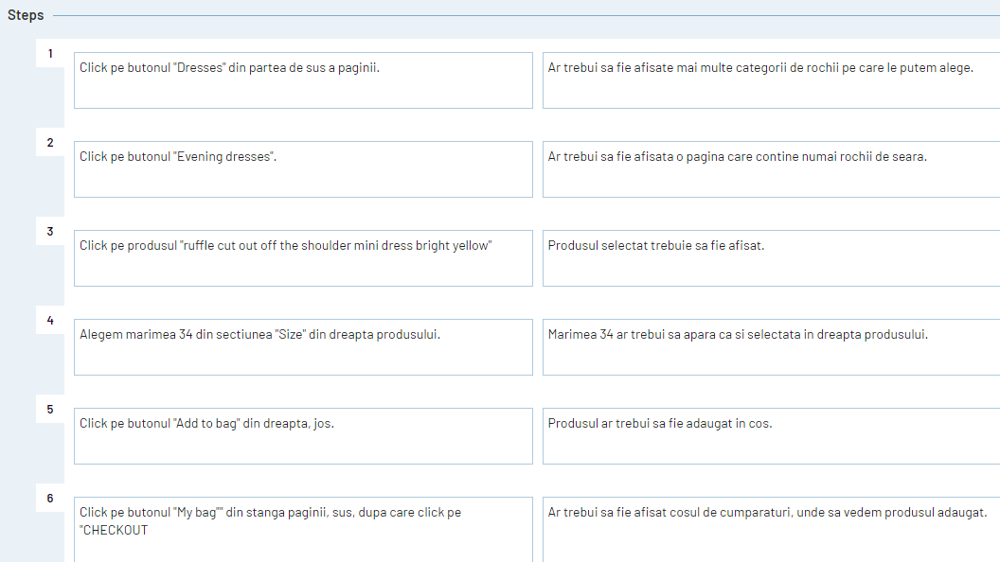 Steps
1
Click pe butonul "Dresses" din partea de sus a paginii.
Ar trebui sa fie afisate mai multe categorii de rochii pe care le putem alege.
2
Click pe butonul "Evening dresses".
Ar trebui sa fie afisata o pagina care contine numai rochii de seara.
3
Click pe produsul "ruffle cut out off the shoulder mini dress bright yellow"
Produsul selectat trebuie sa fie afisat.
4
Alegem marimea 34 din sectiunea "Size" din dreapta produsului.
Marimea 34 ar trebui sa apara ca si selectata in dreapta produsului.
5
Click pe butonul "Add to bag" din dreapta, jos.
Produsul ar trebui sa fie adaugat in cos.
6
Click pe butonul "My bag"" din stanga paginii, sus, dupa care click pe
"CHECKOUT
Ar trebui sa fie afisat cosul de cumparaturi, unde sa vedem produsul adaugat.